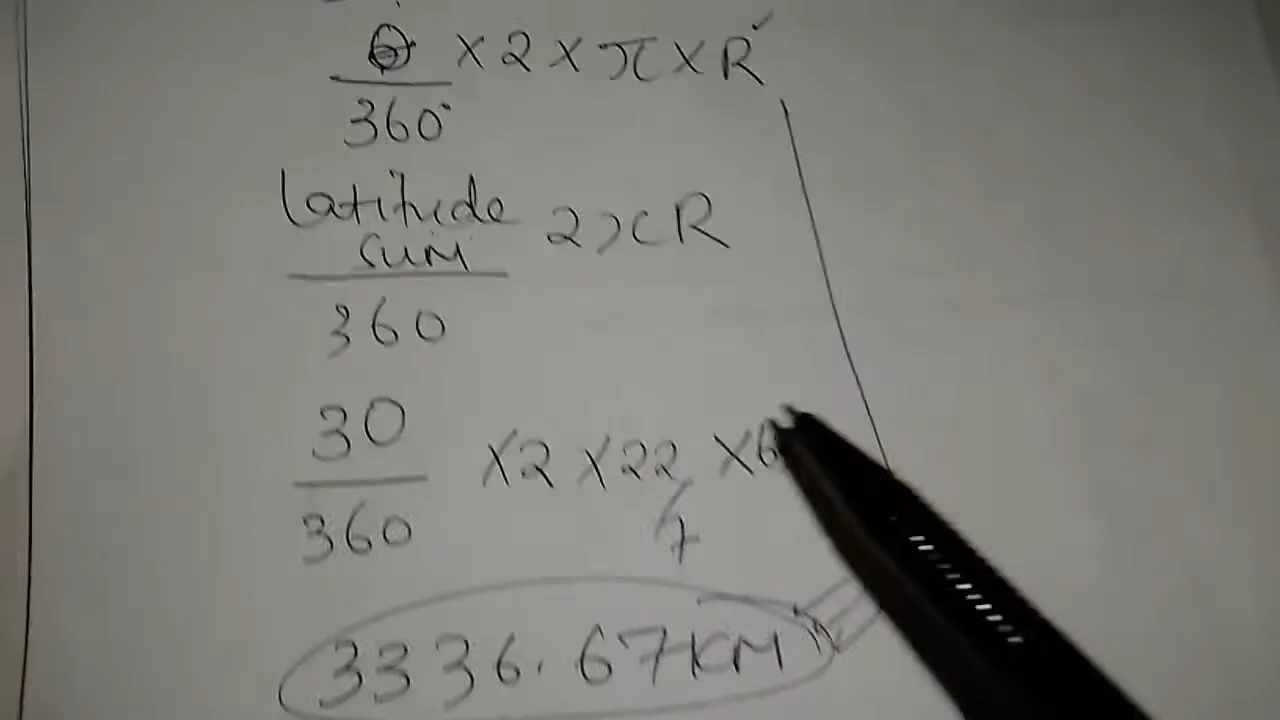 θ × 2 × π × R
360°
Latitude
sum 2πR
360
30 × 2 × 22 × 6
360 7
3336.67KM